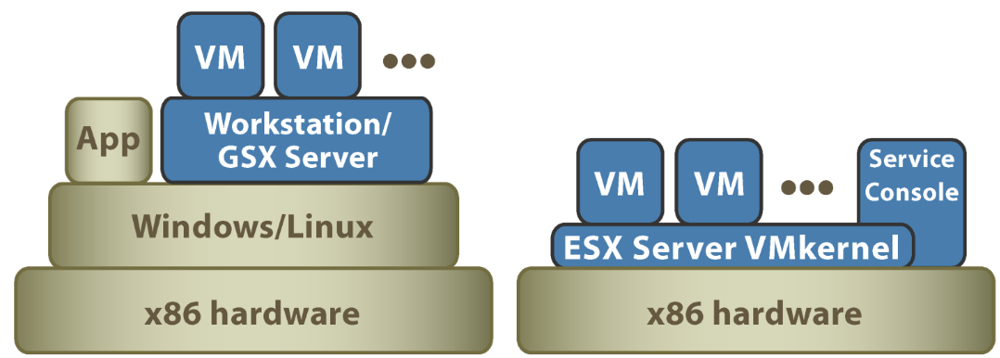 VM
VM
App
Workstation/
GSX Server
Windows/Linux
x86 hardware
VM
VM
Service
Console
ESX Server VMkernel
x86 hardware